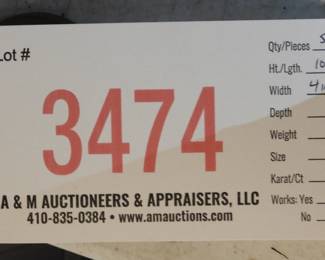 Lot #
3474
A & M AUCTIONEERS & APPRAISERS, LLC
410-835-0384 • www.amauctions.com
Qty/Pieces
Ht./Lgth. 10
Width
Depth
Weight
Size
Karat/Ct
Works: Yes
No